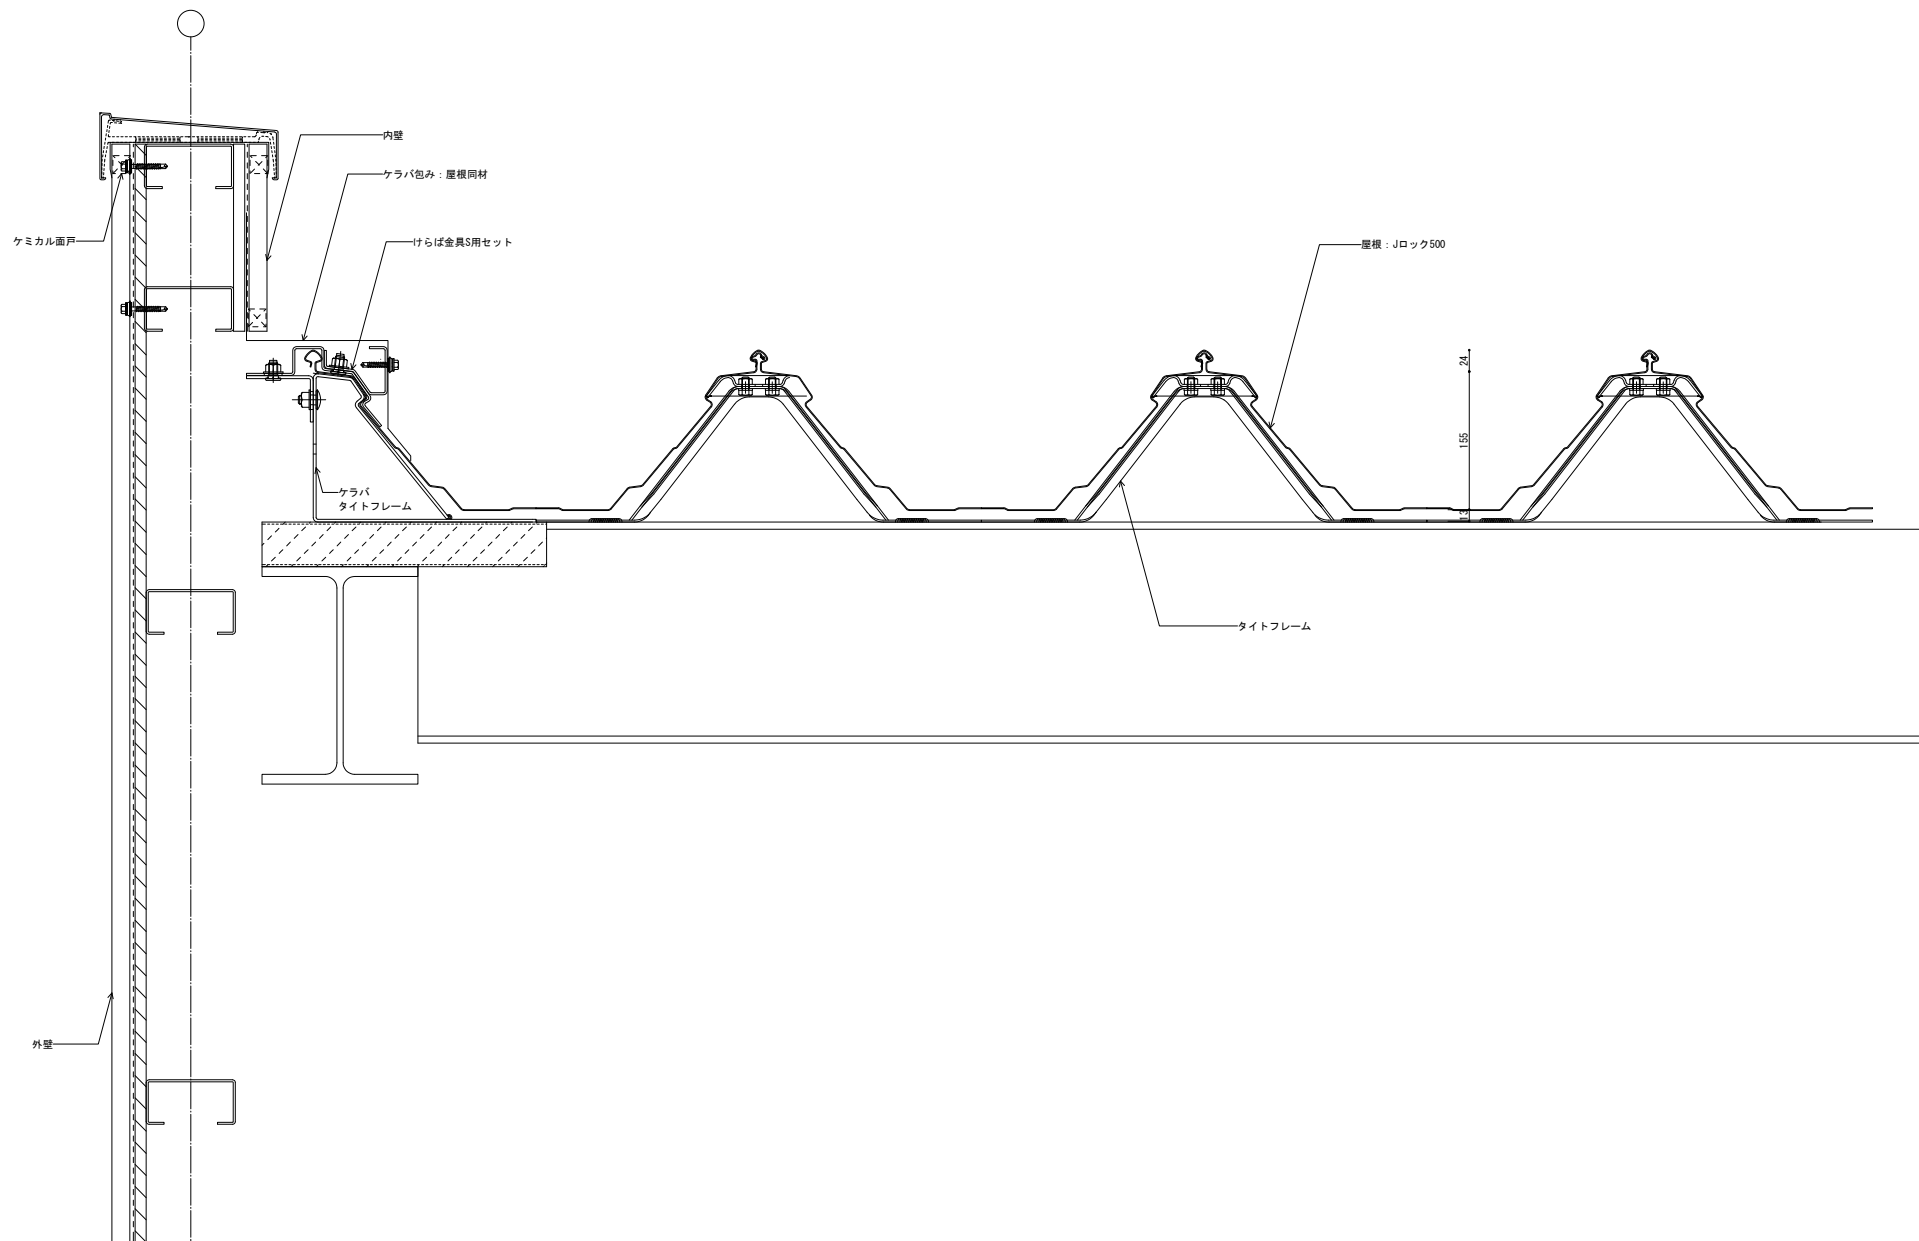 内壁
ケラバ包み：屋根同材
ケミカル面戸
けらば金具S用セット
屋根：Jロック500
24
155
13
ケラバ
タイトフレーム
タイトフレーム
外壁